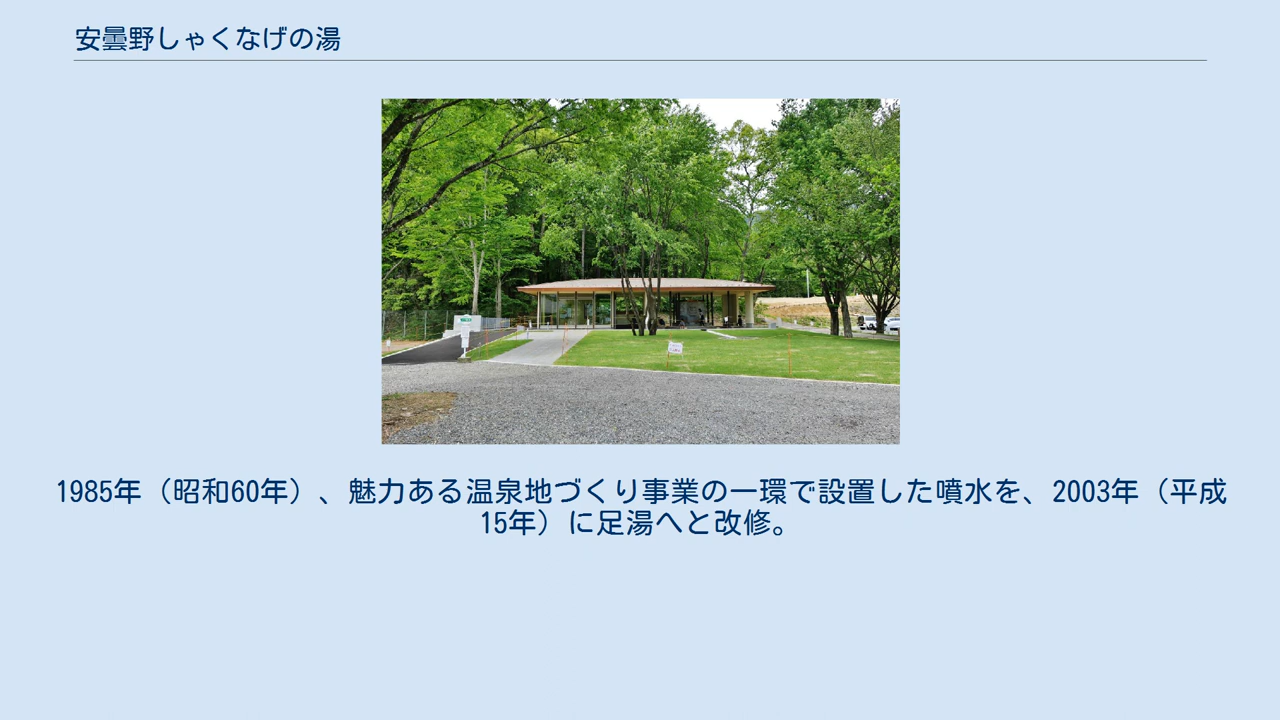 安曇野しゃくなげの湯
1985年（昭和60年）、魅力ある温泉地づくり事業の一環で設置した噴水を、2003年（平成
15年）に足湯へと改修。